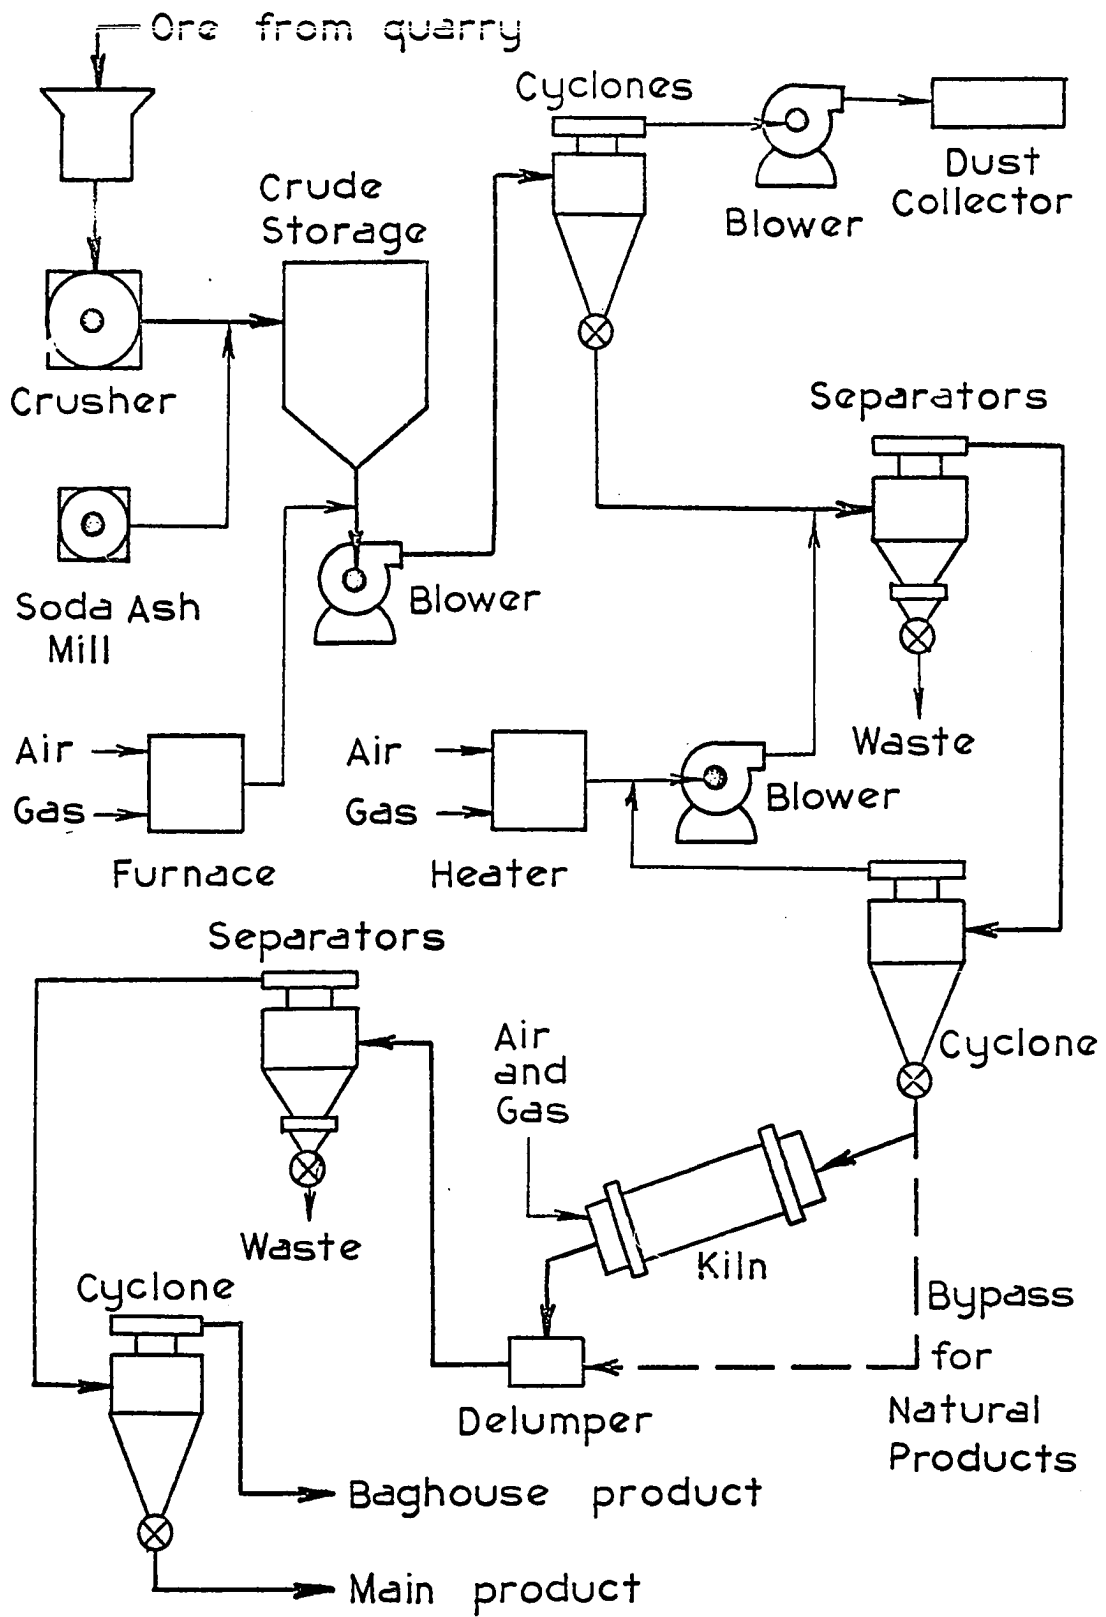 Ore from quarry
Cyclones
Dust
Collector
Blower
Crude
Storage
Crusher
Separators
Soda Ash
Mill
Blower
Waste
Air
Gas
Furnace
Air
Gas
Heater
Blower
Separators
Cyclone
Air
and
Gas
Waste
Kiln
Cyclone
Bypass
for
Natural
Products
Delumper
Baghouse product
Main product